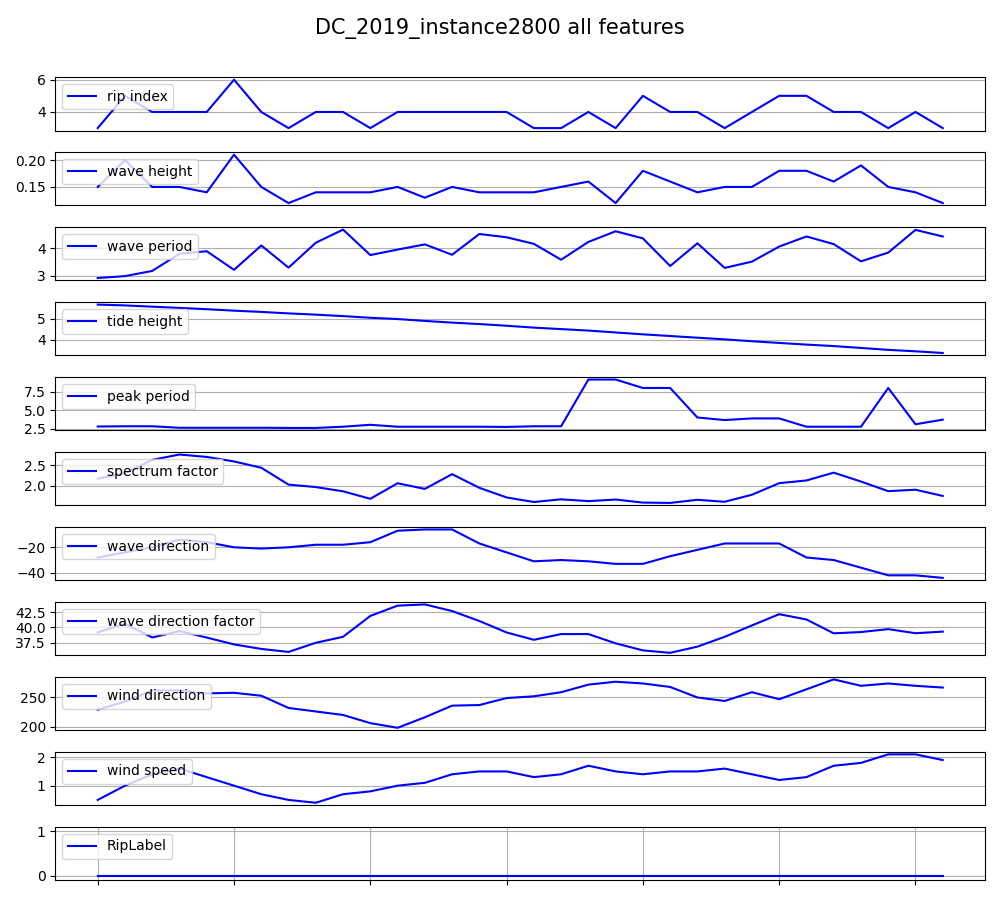 DC_2019_instance2800 all features
6
4
rip index
0.20
0.15
wave height
4
3
wave period
5
4
tide height
7.5
5.0
2.5
peak period
2.5
2.0
spectrum factor
−20
−40
wave direction
42.5
40.0
37.5
wave direction factor
250
200
wind direction
2
1
wind speed
1
0
RipLabel